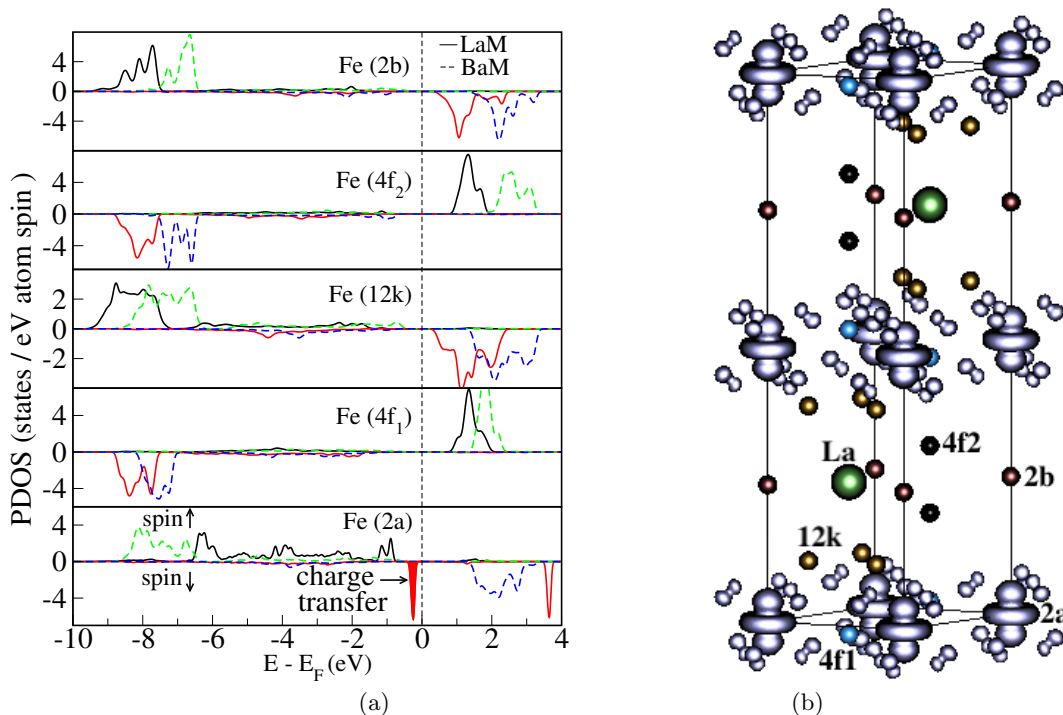 4
0
-4
Fe (2b)
LaM
BaM
4
0
-4
Fe (4f2)
2
0
-2
Fe (12k)
4
0
-4
Fe (4f1)
4
0
-4
spin↑
Fe (2a)
spin↓
charge
transfer
-10 -8 -6 -4 -2 0 2 4
E - EF (eV)
PDOS (states / eV atom spin)
(a)
La
4f2
2b
12k
2a
4f1
(b)